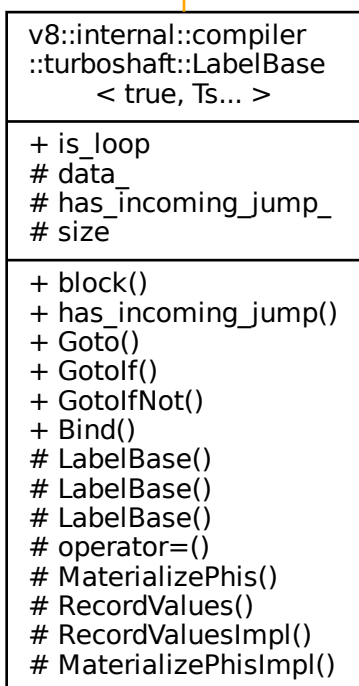 v8::internal::compiler
::turboshaft::LabelBase
< true, Ts... >
+ is_loop
# data_
# has_incoming_jump_
# size
+ block()
+ has_incoming_jump()
+ Goto()
+ GotoIf()
+ GotoIfNot()
+ Bind()
# LabelBase()
# LabelBase()
# LabelBase()
# operator=()
# MaterializePhis()
# RecordValues()
# RecordValuesImpl()
# MaterializePhisImpl()